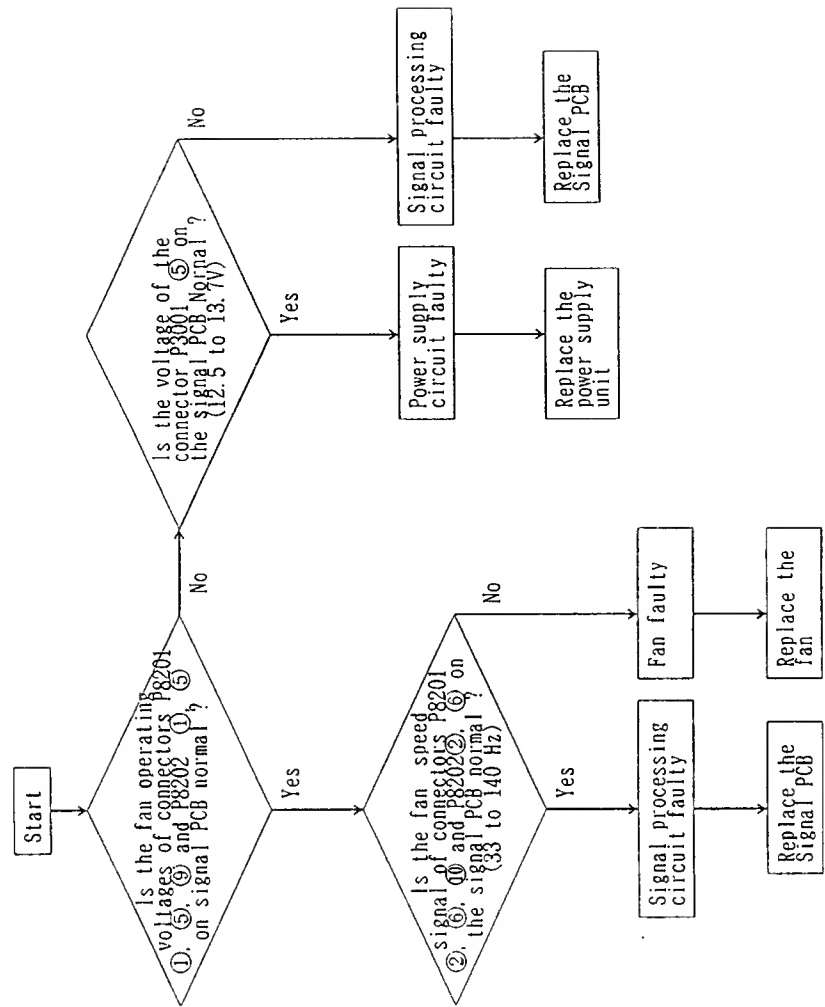 Start
Is the fan operating
voltages of connectors P8201
①, ⑤, ⑨ and P8202 ①, ⑤
on signal PCB normal ?
No
Yes
Is the voltage of the
connector P3001 ⑤ on
the signal PCB Nornal ?
(12.5 to 13.7V)
No
Yes
Signal processing
circuit faulty
Replace the
Signal PCB
Power supply
circuit faulty
Replace the
power supply
unit
Is the fan speed
signal of connectors P8201
②, ⑥, ⑩ and P8202②, ⑥ on
the signal PCB normal ?
(33 to 140 Hz)
No
Yes
Fan faulty
Replace the
fan
Signal processing
circuit faulty
Replace the
Signal PCB